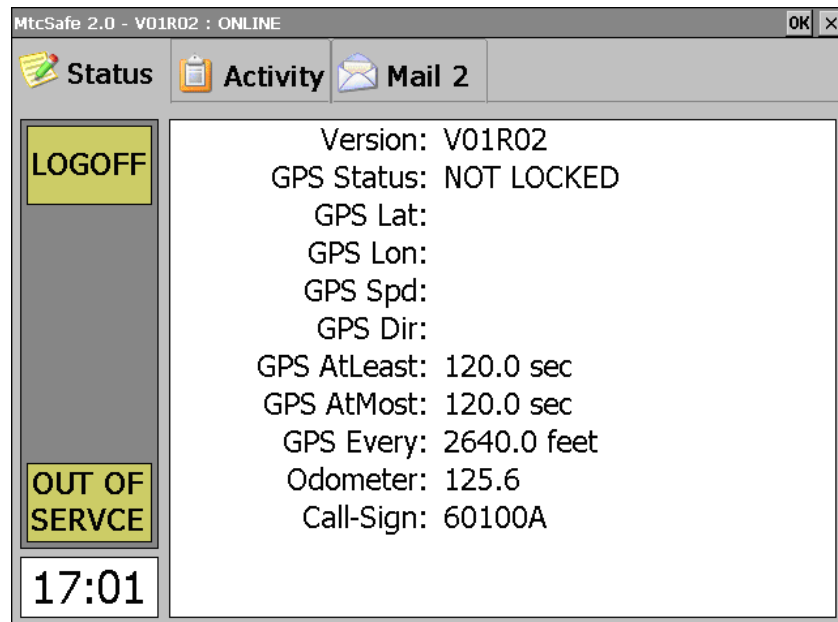 MtcSafe 2.0 - V01R02 : ONLINE OK ×
Status Activity Mail 2
LOGOFF
Version: V01R02
GPS Status: NOT LOCKED
GPS Lat:
GPS Lon:
GPS Spd:
GPS Dir:
GPS AtLeast: 120.0 sec
GPS AtMost: 120.0 sec
GPS Every: 2640.0 feet
Odometer: 125.6
Call-Sign: 60100A
OUT OF
SERVCE
17:01